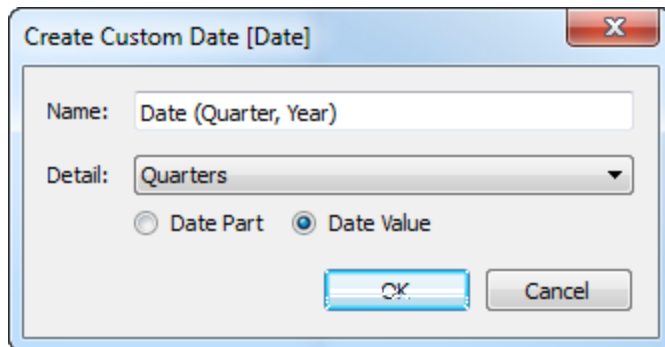 Create Custom Date [Date]
Name: Date (Quarter, Year)
Detail: Quarters
Date Part Date Value
OK Cancel